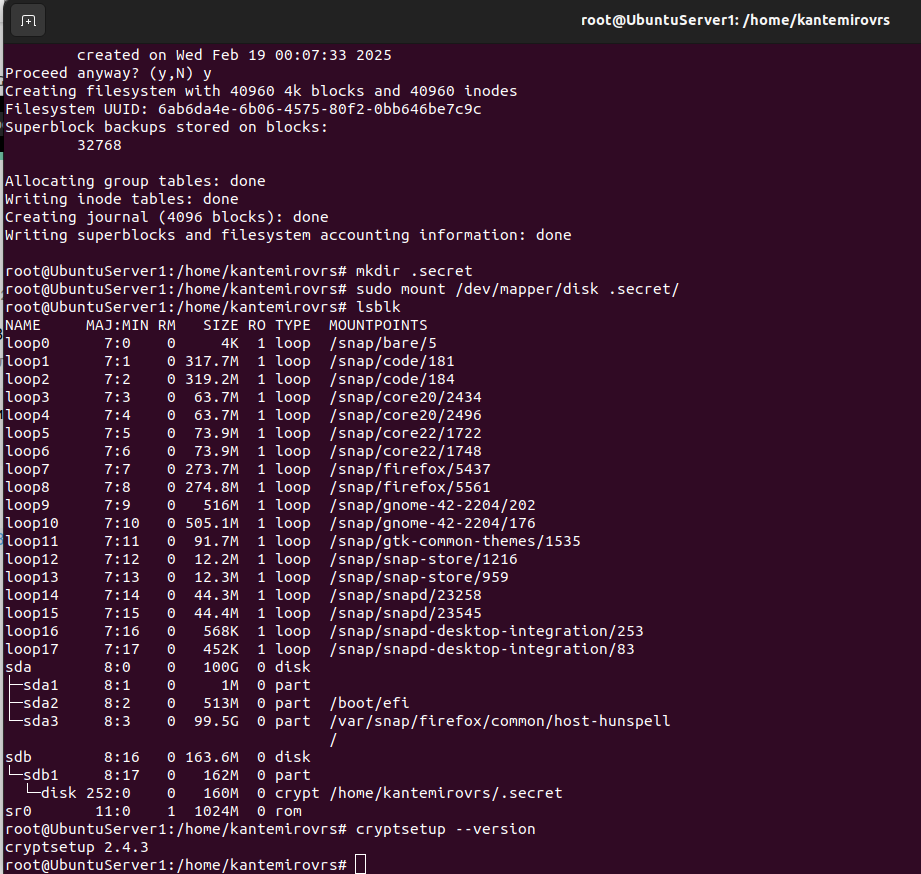 root@UbuntuServer1: /home/kantemirovrs
        created on Wed Feb 19 00:07:33 2025
Proceed anyway? (y,N) y
Creating filesystem with 40960 4k blocks and 40960 inodes
Filesystem UUID: 6ab6da4e-6b06-4575-80f2-0bb646be7c9c
Superblock backups stored on blocks:
        32768
Allocating group tables: done
Writing inode tables: done
Creating journal (4096 blocks): done
Writing superblocks and filesystem accounting information: done
root@UbuntuServer1:/home/kantemirovrs# mkdir .secret
root@UbuntuServer1:/home/kantemirovrs# sudo mount /dev/mapper/disk .secret/
root@UbuntuServer1:/home/kantemirovrs# lsblk
NAME     MAJ:MIN RM   SIZE RO TYPE  MOUNTPOINTS
loop0      7:0    0     4K  1 loop  /snap/bare/5
loop1      7:1    0 317.7M  1 loop  /snap/code/181
loop2      7:2    0 319.2M  1 loop  /snap/code/184
loop3      7:3    0  63.7M  1 loop  /snap/core20/2434
loop4      7:4    0  63.7M  1 loop  /snap/core20/2496
loop5      7:5    0  73.9M  1 loop  /snap/core22/1722
loop6      7:6    0  73.9M  1 loop  /snap/core22/1748
loop7      7:7    0 273.7M  1 loop  /snap/firefox/5437
loop8      7:8    0 274.8M  1 loop  /snap/firefox/5561
loop9      7:9    0   516M  1 loop  /snap/gnome-42-2204/202
loop10     7:10   0 505.1M  1 loop  /snap/gnome-42-2204/176
loop11     7:11   0  91.7M  1 loop  /snap/gtk-common-themes/1535
loop12     7:12   0  12.2M  1 loop  /snap/snap-store/1216
loop13     7:13   0  12.3M  1 loop  /snap/snap-store/959
loop14     7:14   0  44.3M  1 loop  /snap/snapd/23258
loop15     7:15   0  44.4M  1 loop  /snap/snapd/23545
loop16     7:16   0   568K  1 loop  /snap/snapd-desktop-integration/253
loop17     7:17   0   452K  1 loop  /snap/snapd-desktop-integration/83
sda        8:0    0   100G  0 disk
├─sda1     8:1    0     1M  0 part
├─sda2     8:2    0   513M  0 part  /boot/efi
└─sda3     8:3    0  99.5G  0 part  /var/snap/firefox/common/host-hunspell
                                    /
sdb        8:16   0 163.6M  0 disk
└─sdb1     8:17   0   162M  0 part
  └─disk 252:0    0   160M  0 crypt /home/kantemirovrs/.secret
sr0       11:0    1  1024M  0 rom
root@UbuntuServer1:/home/kantemirovrs# cryptsetup --version
cryptsetup 2.4.3
root@UbuntuServer1:/home/kantemirovrs#